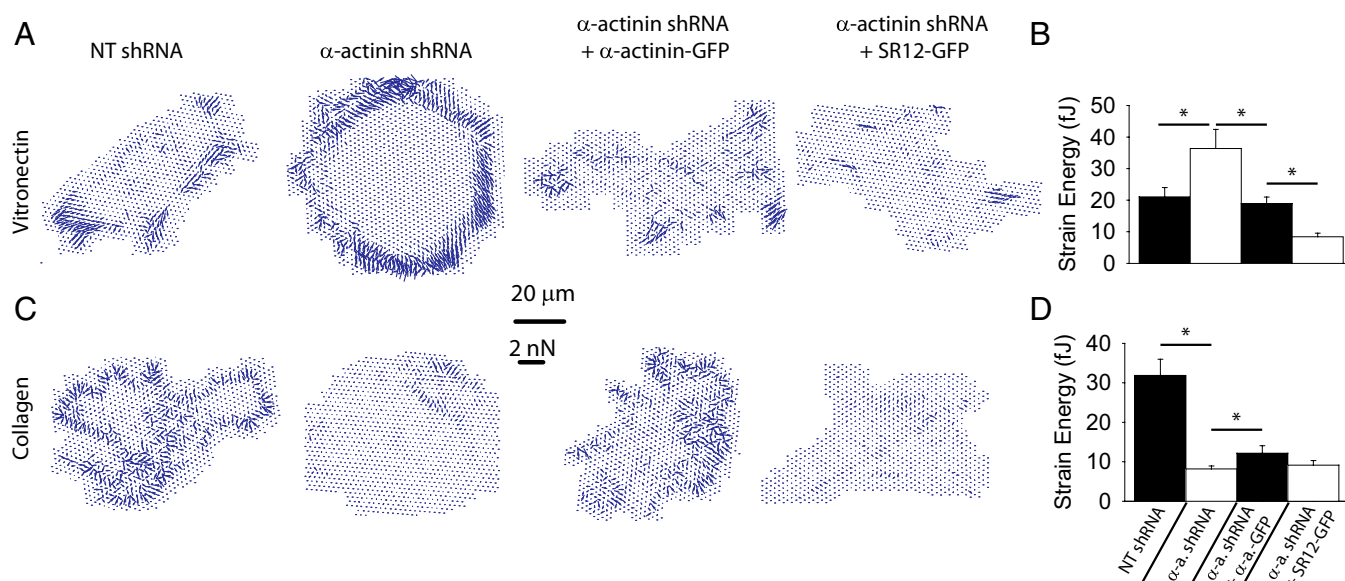 A
NT shRNA
α-actinin shRNA
α-actinin shRNA
+ α-actinin-GFP
α-actinin shRNA
+ SR12-GFP
Vitronectin
B
Strain Energy (fJ)
50
40
30
20
10
0
*
*
*
C
Collagen
20 μm
2 nN
D
Strain Energy (fJ)
40
30
20
10
0
*
*
NT shRNA
α-a. shRNA
α-a. shRNA
α-a.-GFP
α-a. shRNA
SR12-GFP